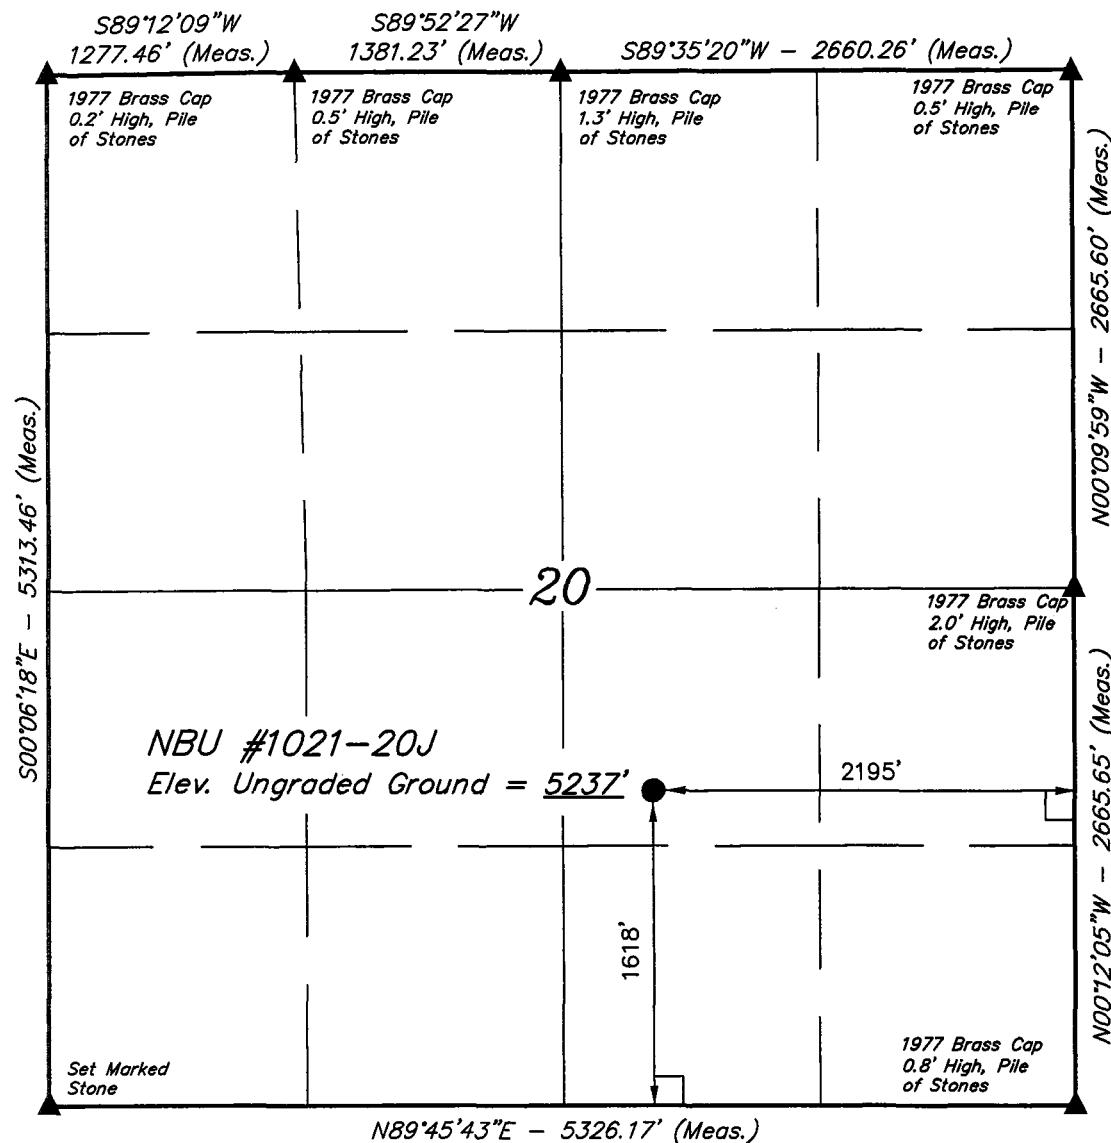 S89°12'09"W
1277.46' (Meas.)
S89°52'27"W
1381.23' (Meas.)
S89°35'20"W – 2660.26' (Meas.)
1977 Brass Cap
0.2' High, Pile
of Stones
1977 Brass Cap
0.5' High, Pile
of Stones
1977 Brass Cap
1.3' High, Pile
of Stones
1977 Brass Cap
0.5' High, Pile
of Stones
N00°09'59"W – 2665.60' (Meas.)
S00°06'18"E – 5313.46' (Meas.)
20
1977 Brass Cap
2.0' High, Pile
of Stones
NBU #1021–20J
Elev. Ungraded Ground = 5237'
2195'
N00°12'05"W – 2665.65' (Meas.)
1618'
Set Marked
Stone
1977 Brass Cap
0.8' High, Pile
of Stones
N89°45'43"E – 5326.17' (Meas.)